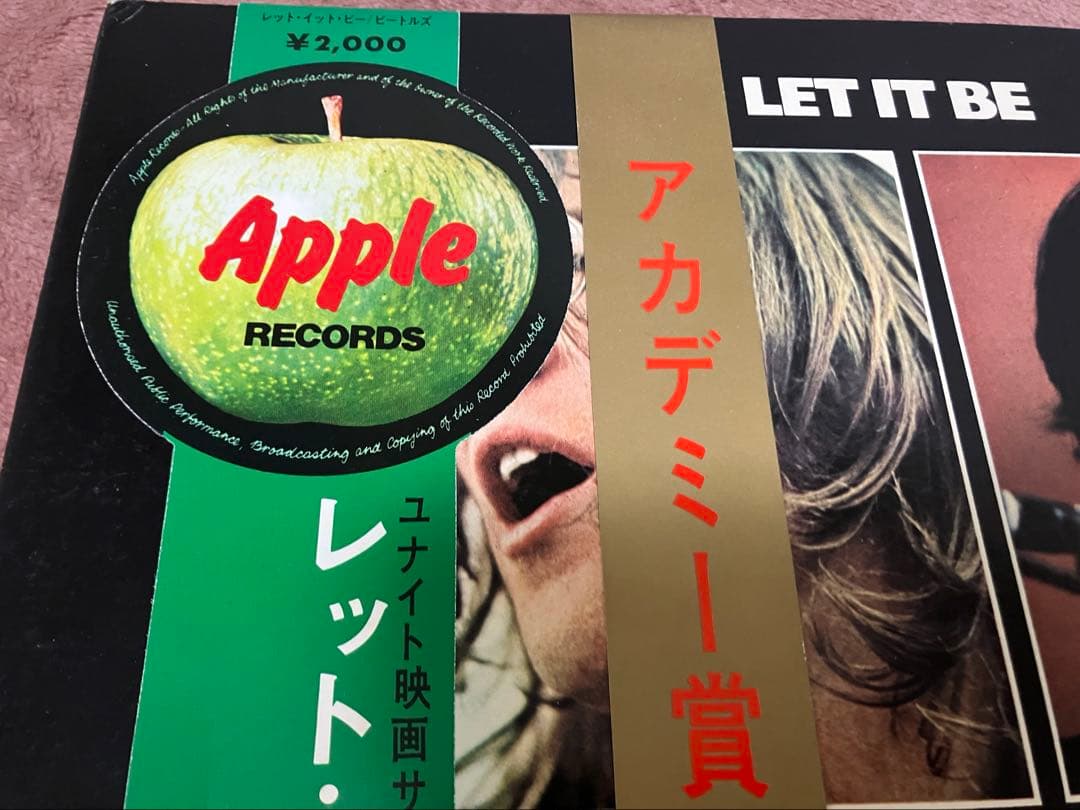 レット・イット・ビー/ビートルズ
¥2,000
Apple Records-All Rights of the Manufacturer and of the Owner of the Recorded Work Reserved
Apple
RECORDS
Unauthorised Public Performance, Broadcasting and Copying of this Record Prohibited
レット・
ユナイト映画サ
アカデミー賞
LET IT BE